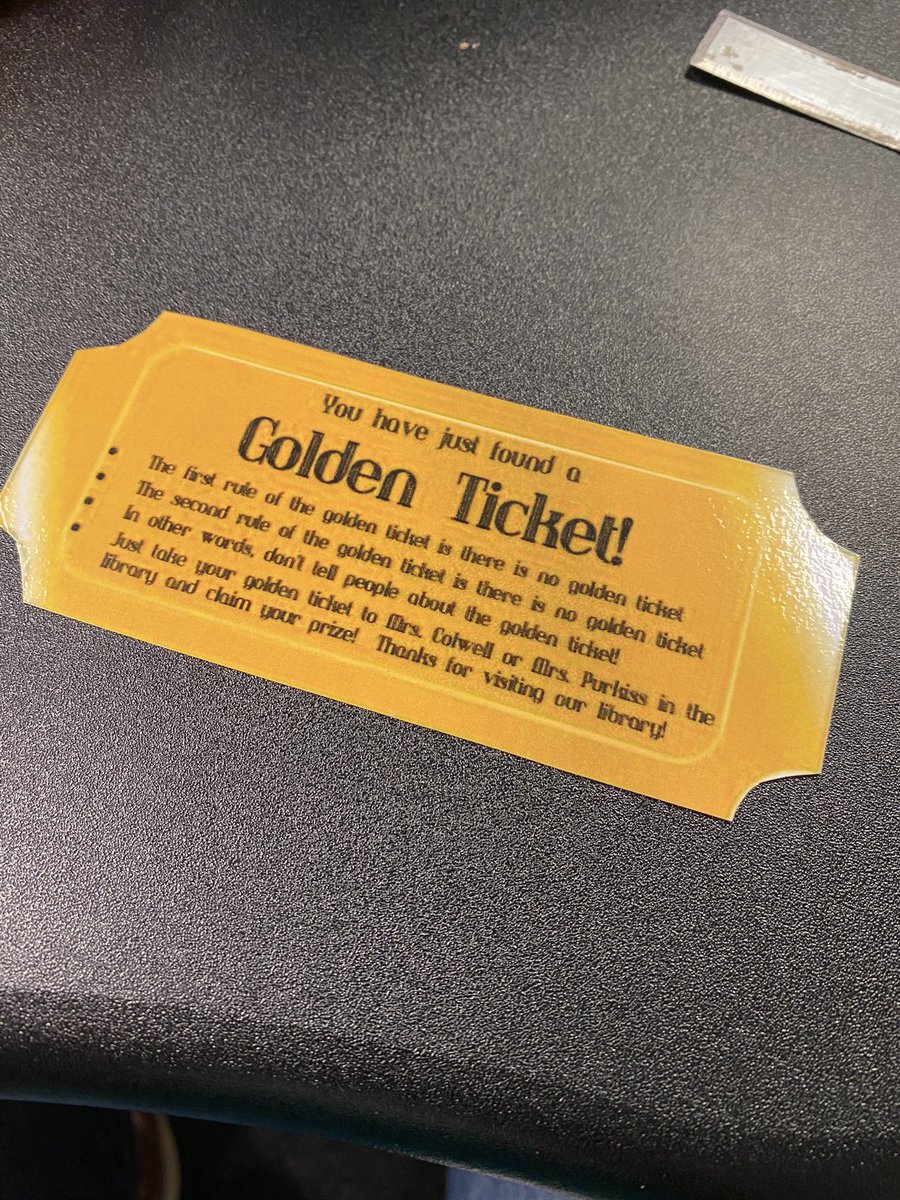 You have just found a
Golden Ticket!
• The first rule of the golden ticket is there is no golden ticket
• The second rule of the golden ticket is there is no golden ticket
• In other words, don't tell people about the golden ticket!
• Just take your golden ticket to Mrs. Colwell or Mrs. Purkiss in the
library and claim your prize! Thanks for visiting our library!